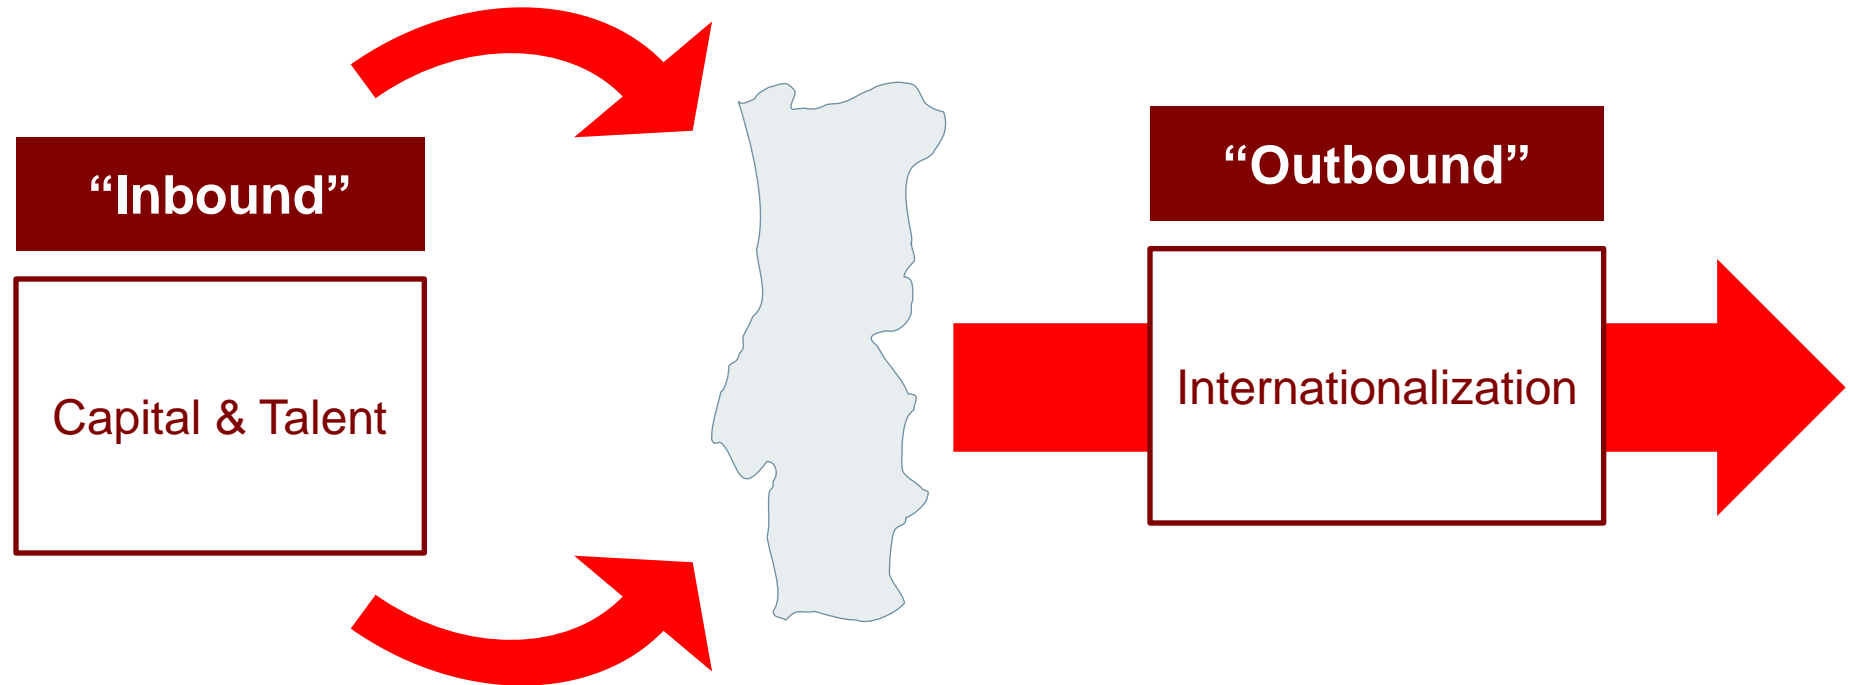 “Inbound”
Capital & Talent
“Outbound”
Internationalization